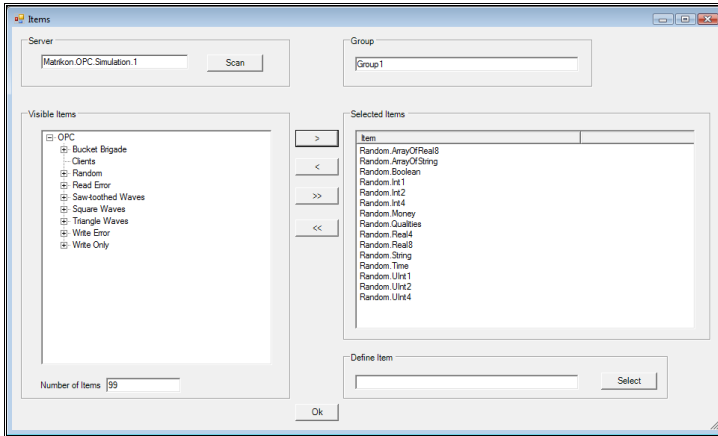 Items
Server
Group
Matrikon.OPC.Simulation.1
Scan
Group1
Visible Items
Selected Items
OPC
Bucket Brigade
Clients
Random
Read Error
Saw-toothed Waves
Square Waves
Triangle Waves
Write Error
Write Only
>
<
>>
<<
Item
Random.ArrayOfReal8
Random.ArrayOfString
Random.Boolean
Random.Int1
Random.Int2
Random.Int4
Random.Money
Random.Qualities
Random.Real4
Random.Real8
Random.String
Random.Time
Random.UInt1
Random.UInt2
Random.UInt4
Define Item
Select
Number of Items 99
Ok